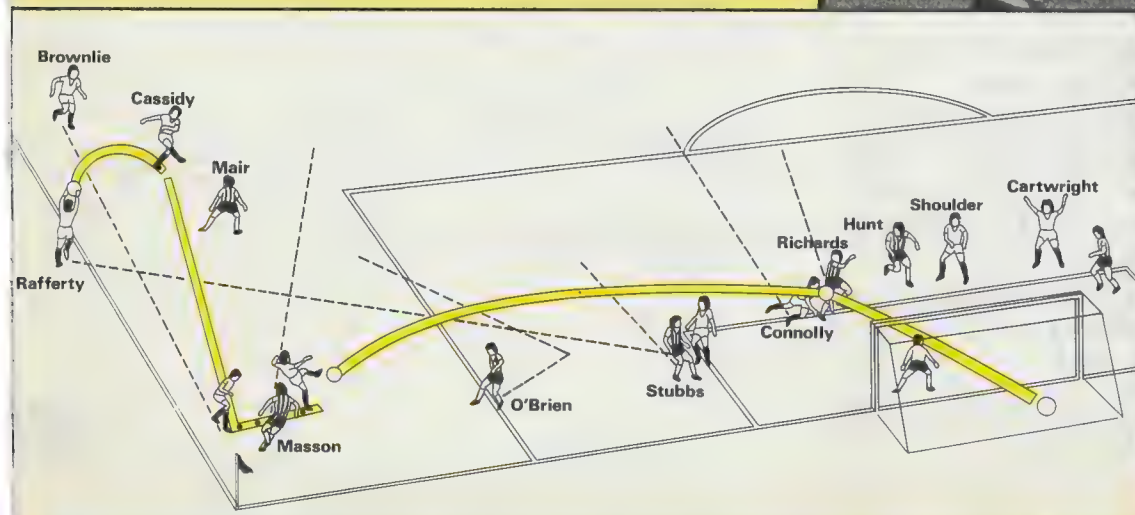 Brownlie
Cassidy
Mair
Rafferty
Masson
O'Brien
Stubbs
Connolly
Richards
Hunt
Shoulder
Cartwright